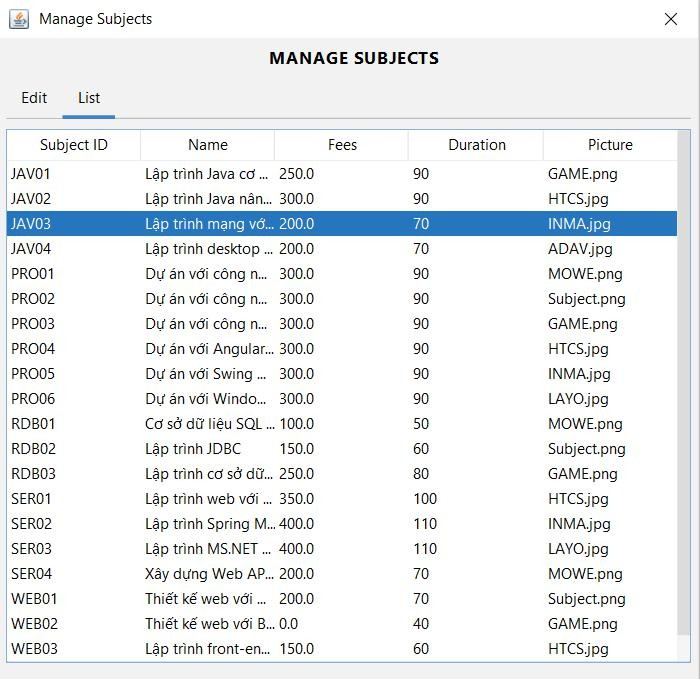 Manage Subjects
MANAGE SUBJECTS
Edit List
Subject ID Name Fees Duration Picture
JAV01 Lập trình Java cơ ... 250.0 90 GAME.png
JAV02 Lập trình Java nân... 300.0 90 HTCS.jpg
JAV03 Lập trình mạng vớ... 200.0 70 INMA.jpg
JAV04 Lập trình desktop ... 200.0 70 ADAV.jpg
PRO01 Dự án với công n... 300.0 90 MOWE.png
PRO02 Dự án với công n... 300.0 90 Subject.png
PRO03 Dự án với công n... 300.0 90 GAME.png
PRO04 Dự án với Angular... 300.0 90 HTCS.jpg
PRO05 Dự án với Swing ... 300.0 90 INMA.jpg
PRO06 Dự án với Windo... 300.0 90 LAYO.jpg
RDB01 Cơ sở dữ liệu SQL ... 100.0 50 MOWE.png
RDB02 Lập trình JDBC 150.0 60 Subject.png
RDB03 Lập trình cơ sở dữ... 250.0 80 GAME.png
SER01 Lập trình web với ... 350.0 100 HTCS.jpg
SER02 Lập trình Spring M... 400.0 110 INMA.jpg
SER03 Lập trình MS.NET ... 400.0 110 LAYO.jpg
SER04 Xây dựng Web AP... 200.0 70 MOWE.png
WEB01 Thiết kế web với ... 200.0 70 Subject.png
WEB02 Thiết kế web với B... 0.0 40 GAME.png
WEB03 Lập trình front-en... 150.0 60 HTCS.jpg